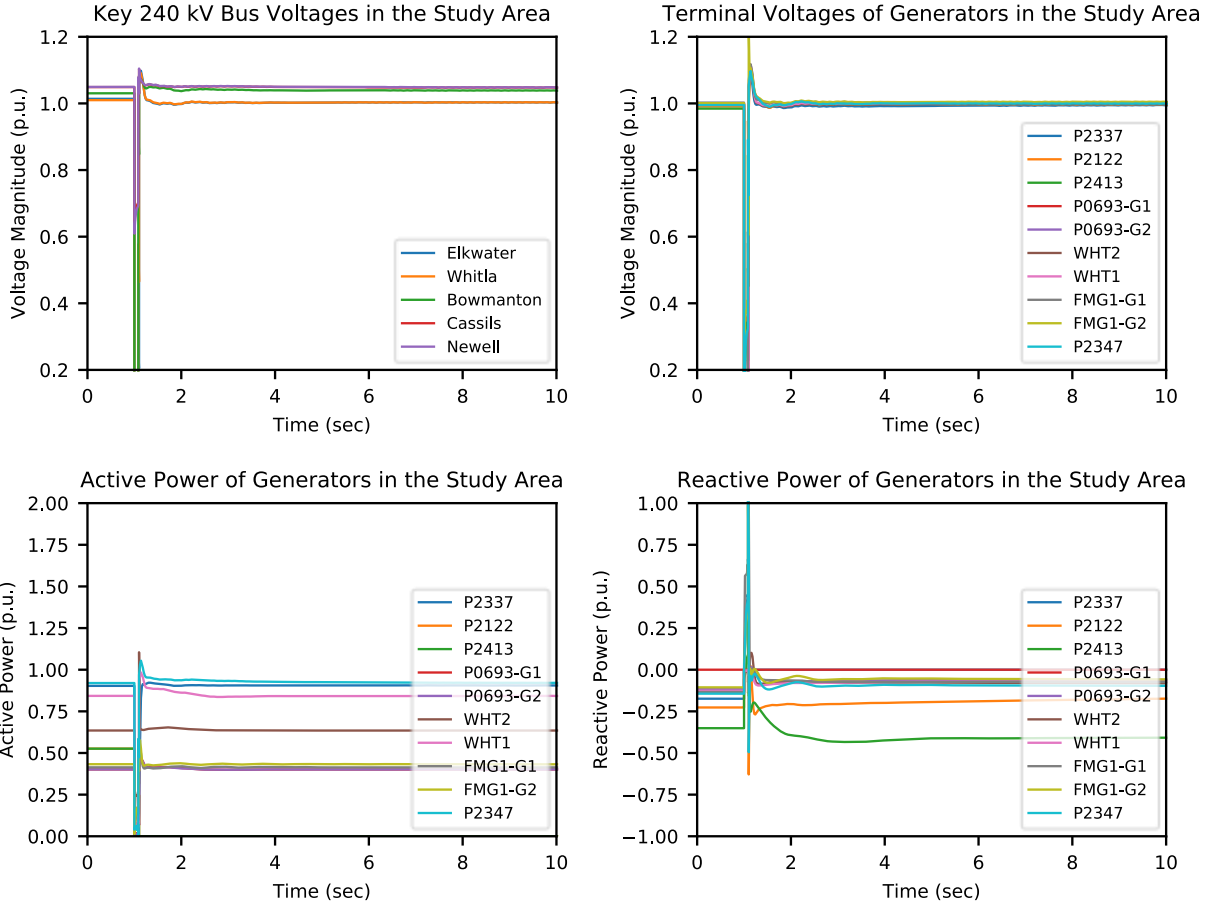 Key 240 kV Bus Voltages in the Study Area
Voltage Magnitude (p.u.)
1.2
1.0
0.8
0.6
0.4
0.2
0 2 4 6 8 10
Time (sec)
Elkwater
Whitla
Bowmanton
Cassils
Newell
Terminal Voltages of Generators in the Study Area
Voltage Magnitude (p.u.)
1.2
1.0
0.8
0.6
0.4
0.2
0 2 4 6 8 10
Time (sec)
P2337
P2122
P2413
P0693-G1
P0693-G2
WHT2
WHT1
FMG1-G1
FMG1-G2
P2347
Active Power of Generators in the Study Area
Active Power (p.u.)
2.00
1.75
1.50
1.25
1.00
0.75
0.50
0.25
0.00
0 2 4 6 8 10
Time (sec)
P2337
P2122
P2413
P0693-G1
P0693-G2
WHT2
WHT1
FMG1-G1
FMG1-G2
P2347
Reactive Power of Generators in the Study Area
Reactive Power (p.u.)
1.00
0.75
0.50
0.25
0.00
−0.25
−0.50
−0.75
−1.00
0 2 4 6 8 10
Time (sec)
P2337
P2122
P2413
P0693-G1
P0693-G2
WHT2
WHT1
FMG1-G1
FMG1-G2
P2347